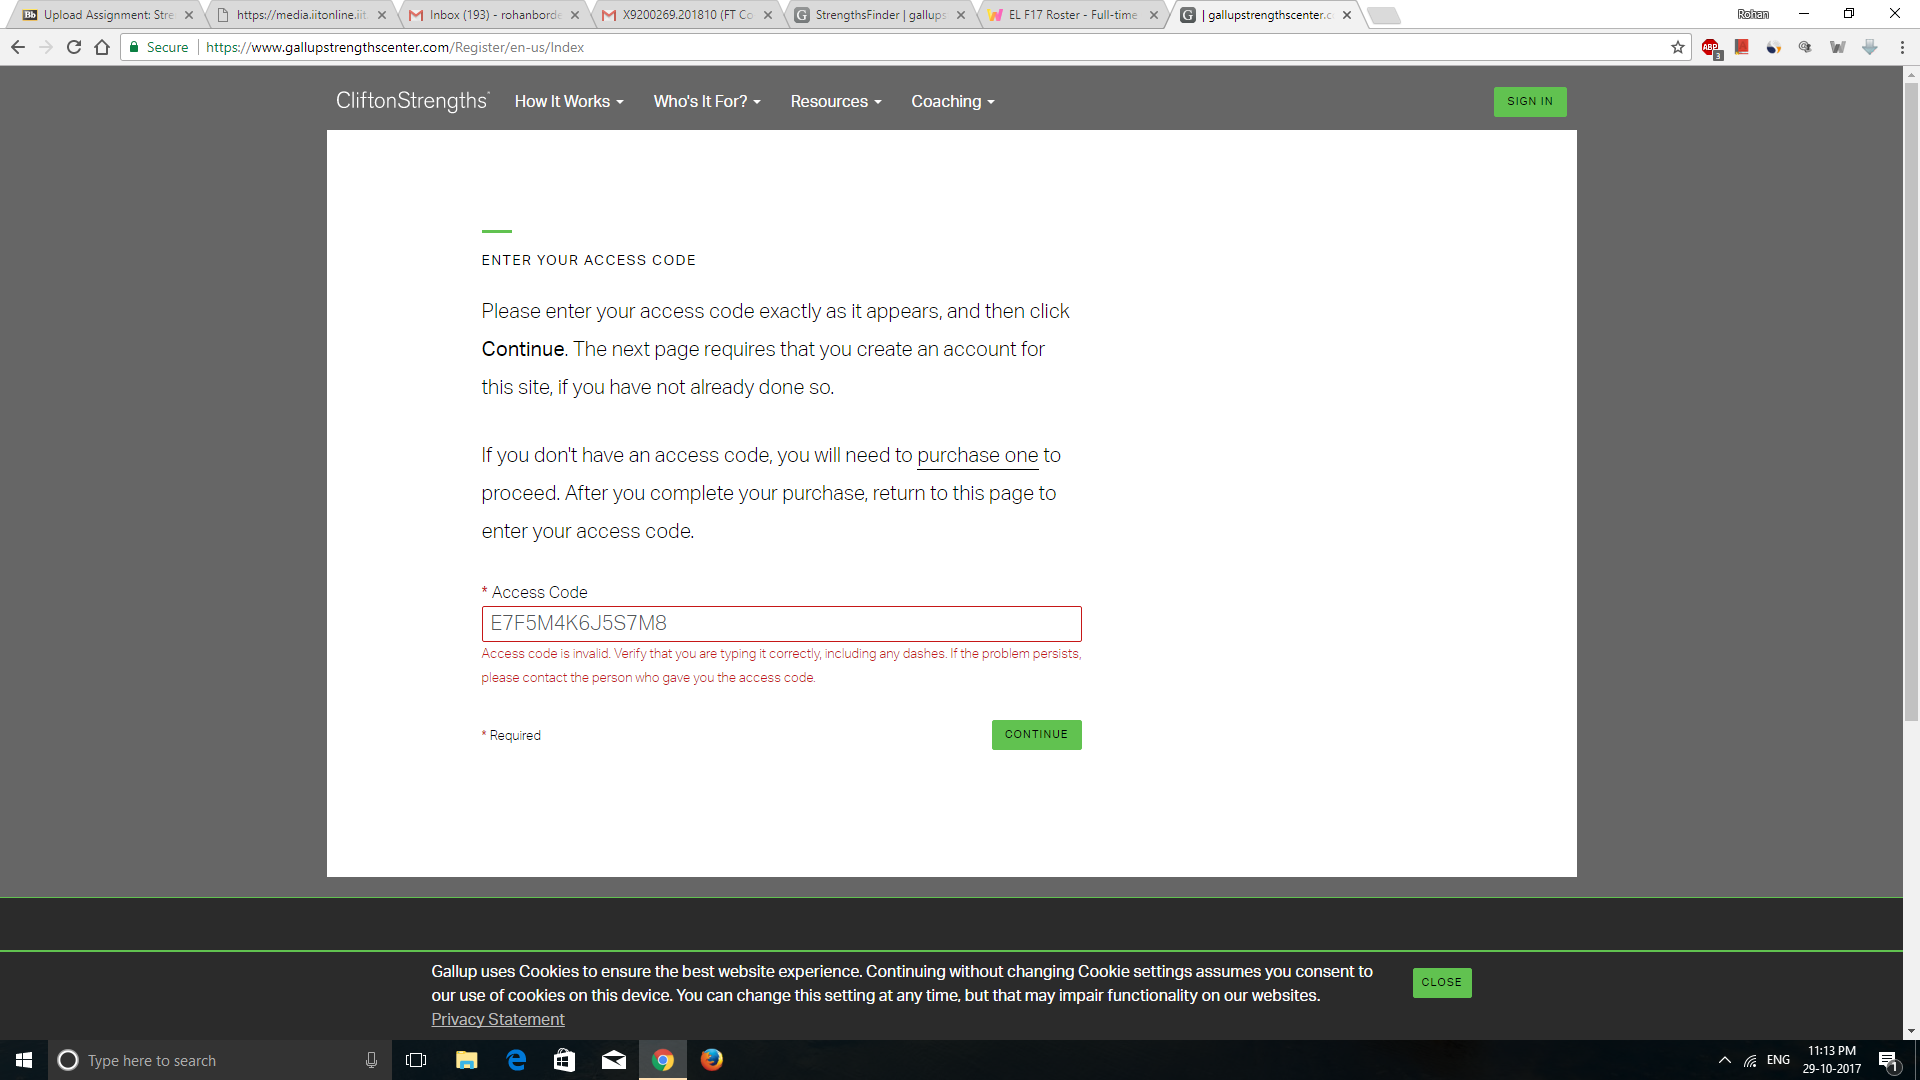 Upload Assignment: Stre
https://media.iitonline.iit
Inbox (193) - rohanborde
X9200269.201810 (FT Co
StrengthsFinder | gallups
EL F17 Roster - Full-time
| gallupstrengthscenter.c
Rohan
Secure
https://www.gallupstrengthscenter.com/Register/en-us/Index
ABP
3
CliftonStrengths
How It Works
Who's It For?
Resources
Coaching
SIGN IN
ENTER YOUR ACCESS CODE
Please enter your access code exactly as it appears, and then click
Continue. The next page requires that you create an account for
this site, if you have not already done so.
If you don't have an access code, you will need to purchase one to
proceed. After you complete your purchase, return to this page to
enter your access code.
* Access Code
E7F5M4K6J5S7M8
Access code is invalid. Verify that you are typing it correctly, including any dashes. If the problem persists,
please contact the person who gave you the access code.
* Required
CONTINUE
Gallup uses Cookies to ensure the best website experience. Continuing without changing Cookie settings assumes you consent to
our use of cookies on this device. You can change this setting at any time, but that may impair functionality on our websites.
Privacy Statement
CLOSE
Type here to search
ENG
11:13 PM
29-10-2017
1